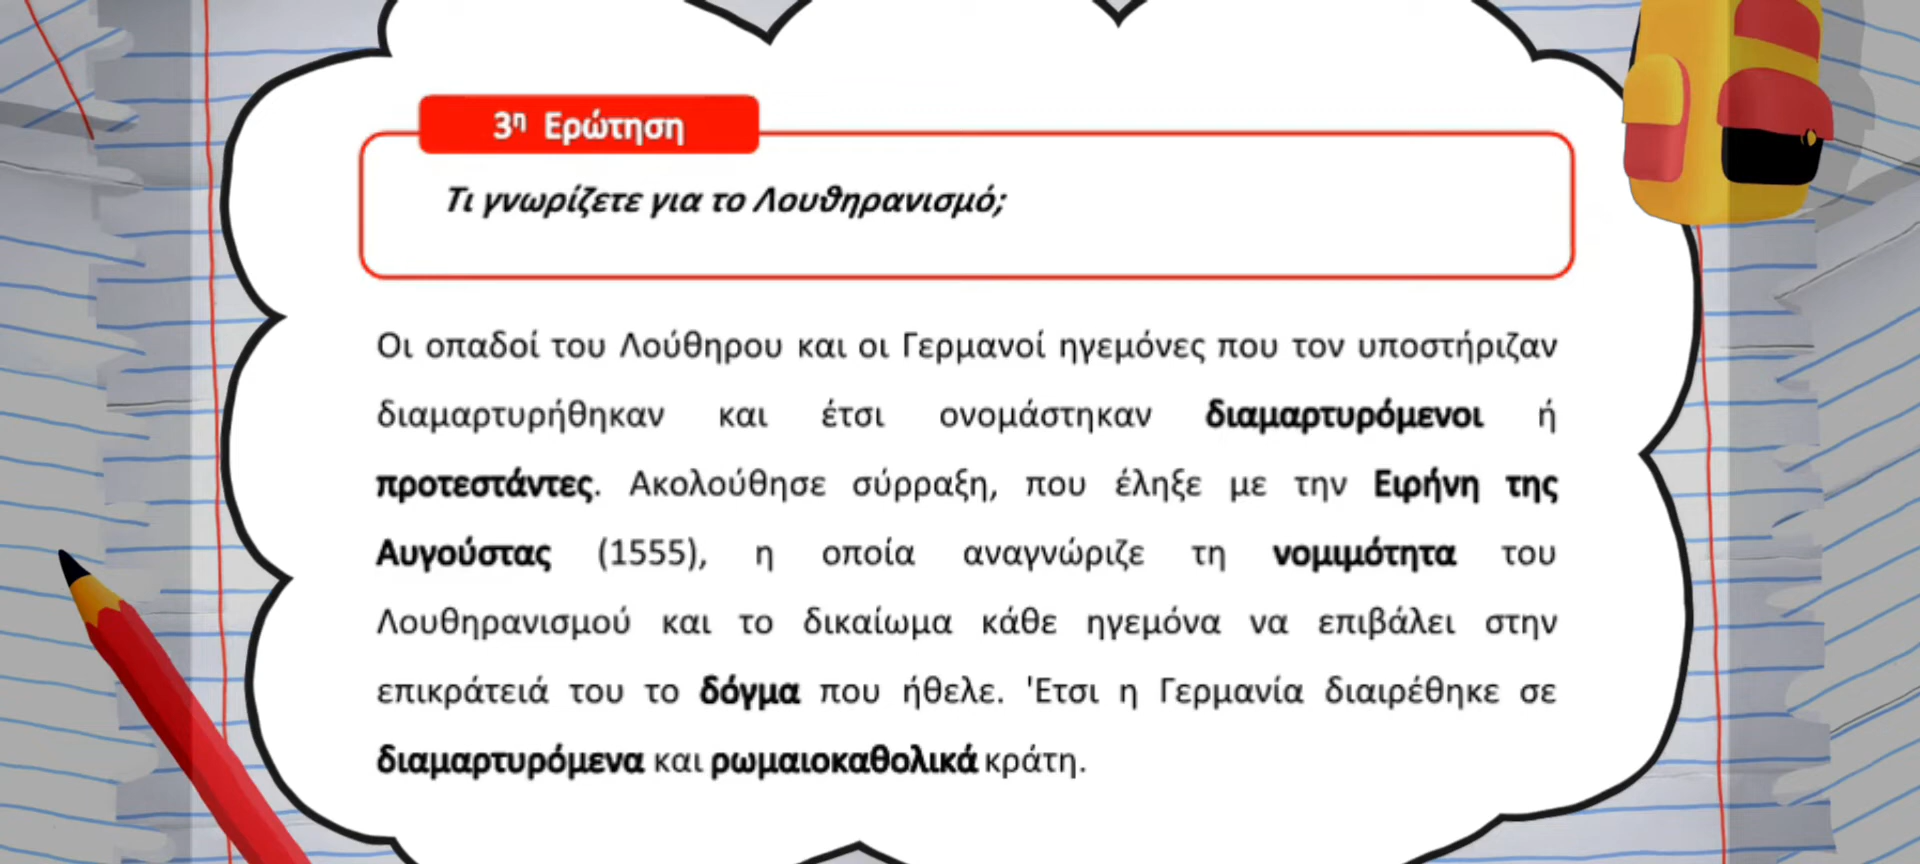 3η Ερώτηση
Τι γνωρίζετε για το Λουθηρανισμό;
Οι οπαδοί του Λούθηρου και οι Γερμανοί ηγεμόνες που τον υποστήριζαν
διαμαρτυρήθηκαν και έτσι ονομάστηκαν διαμαρτυρόμενοι ή
προτεστάντες. Ακολούθησε σύρραξη, που έληξε με την Ειρήνη της
Αυγούστας (1555), η οποία αναγνώριζε τη νομιμότητα του
Λουθηρανισμού και το δικαίωμα κάθε ηγεμόνα να επιβάλει στην
επικράτειά του το δόγμα που ήθελε. 'Ετσι η Γερμανία διαιρέθηκε σε
διαμαρτυρόμενα και ρωμαιοκαθολικά κράτη.